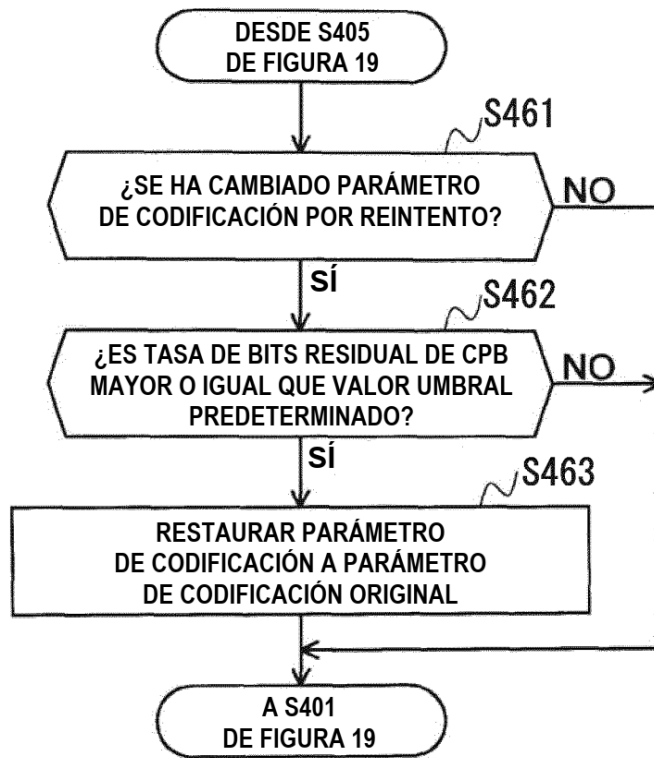 DESDE S405
DE FIGURA 19
S461
¿SE HA CAMBIADO PARÁMETRO
DE CODIFICACIÓN POR REINTENTO?
NO
SÍ
S462
¿ES TASA DE BITS RESIDUAL DE CPB
MAYOR O IGUAL QUE VALOR UMBRAL
PREDETERMINADO?
NO
SÍ
S463
RESTAURAR PARÁMETRO
DE CODIFICACIÓN A PARÁMETRO
DE CODIFICACIÓN ORIGINAL
A S401
DE FIGURA 19